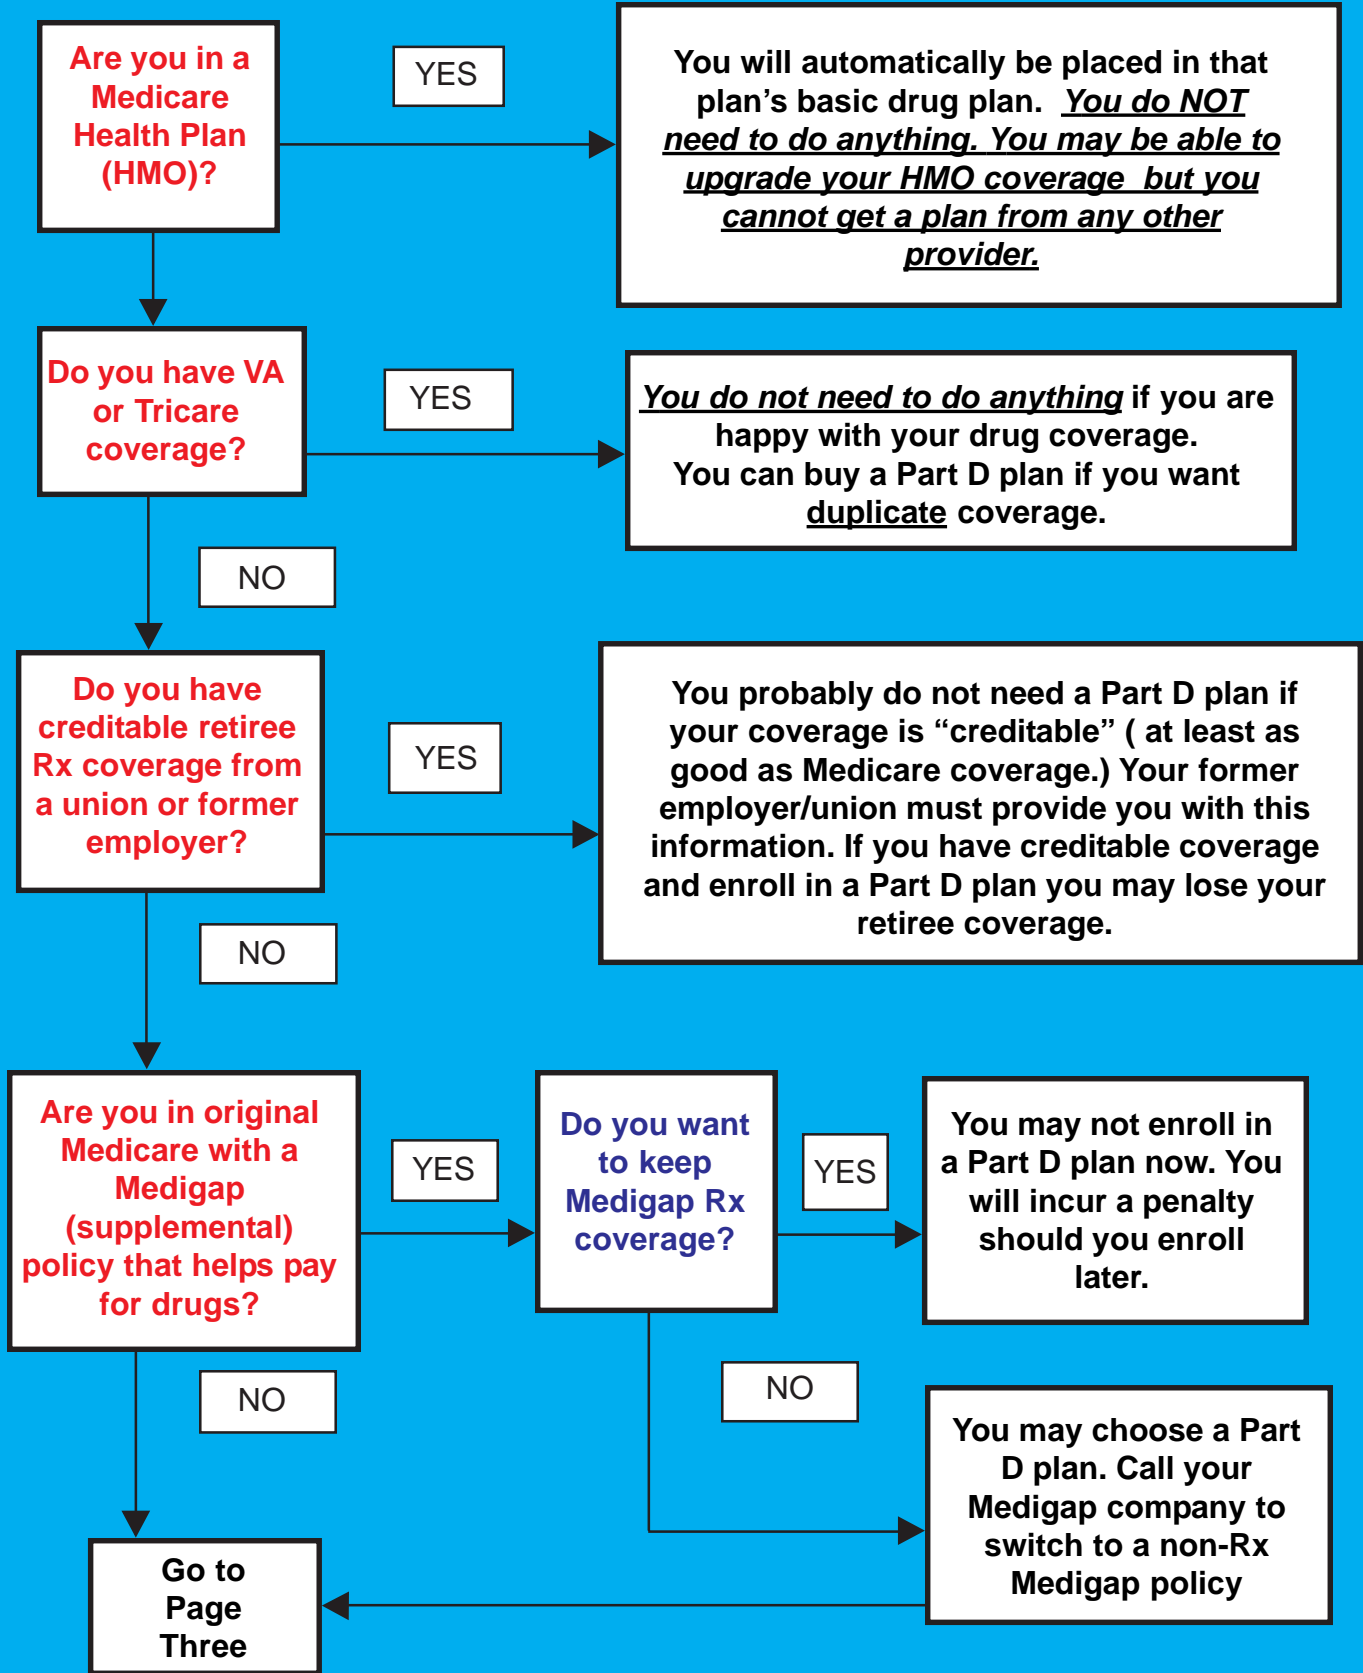 Are you in a
Medicare
Health Plan
(HMO)?
YES
You will automatically be placed in that
plan’s basic drug plan. You do NOT
need to do anything. You may be able to
upgrade your HMO coverage but you
cannot get a plan from any other
provider.
Do you have VA
or Tricare
coverage?
YES
You do not need to do anything if you are
happy with your drug coverage.
You can buy a Part D plan if you want
duplicate coverage.
NO
Do you have
creditable retiree
Rx coverage from
a union or former
employer?
YES
You probably do not need a Part D plan if
your coverage is “creditable” ( at least as
good as Medicare coverage.) Your former
employer/union must provide you with this
information. If you have creditable coverage
and enroll in a Part D plan you may lose your
retiree coverage.
NO
Are you in original
Medicare with a
Medigap
(supplemental)
policy that helps pay
for drugs?
YES
Do you want
to keep
Medigap Rx
coverage?
YES
You may not enroll in
a Part D plan now. You
will incur a penalty
should you enroll
later.
NO
NO
You may choose a Part
D plan. Call your
Medigap company to
switch to a non-Rx
Medigap policy
Go to
Page
Three